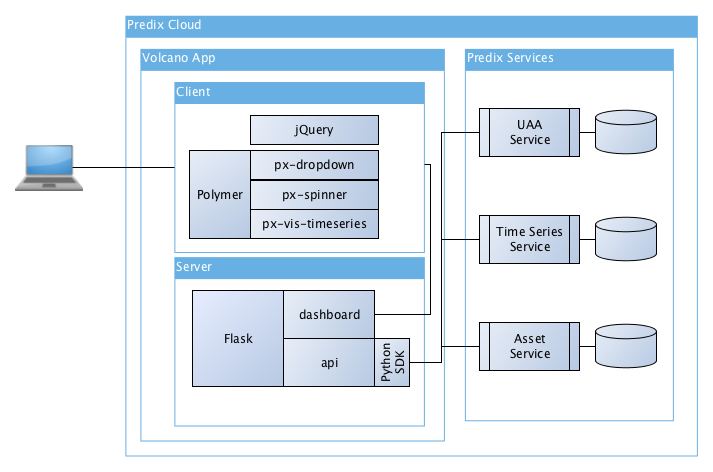 Predix Cloud
Volcano App
Client
jQuery
Polymer
px-dropdown
px-spinner
px-vis-timeseries
Server
Flask
dashboard
api
Python
SDK
Predix Services
UAA
Service
Time Series
Service
Asset
Service